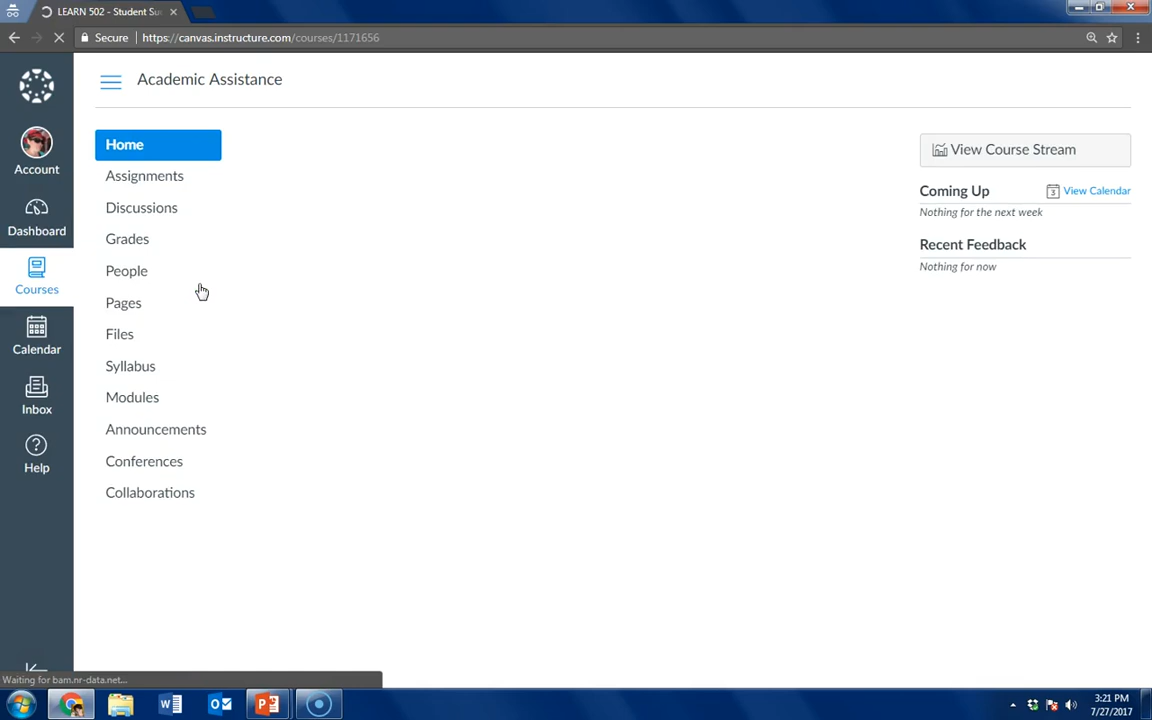 LEARN 502 - Student Su
Secure https://canvas.instructure.com/courses/1171656
Academic Assistance
Account
Dashboard
Courses
Calendar
Inbox
Help
Home
Assignments
Discussions
Grades
People
Pages
Files
Syllabus
Modules
Announcements
Conferences
Collaborations
View Course Stream
Coming Up
3 View Calendar
Nothing for the next week
Recent Feedback
Nothing for now
Waiting for bam.nr-data.net...
3:21 PM
7/27/2017